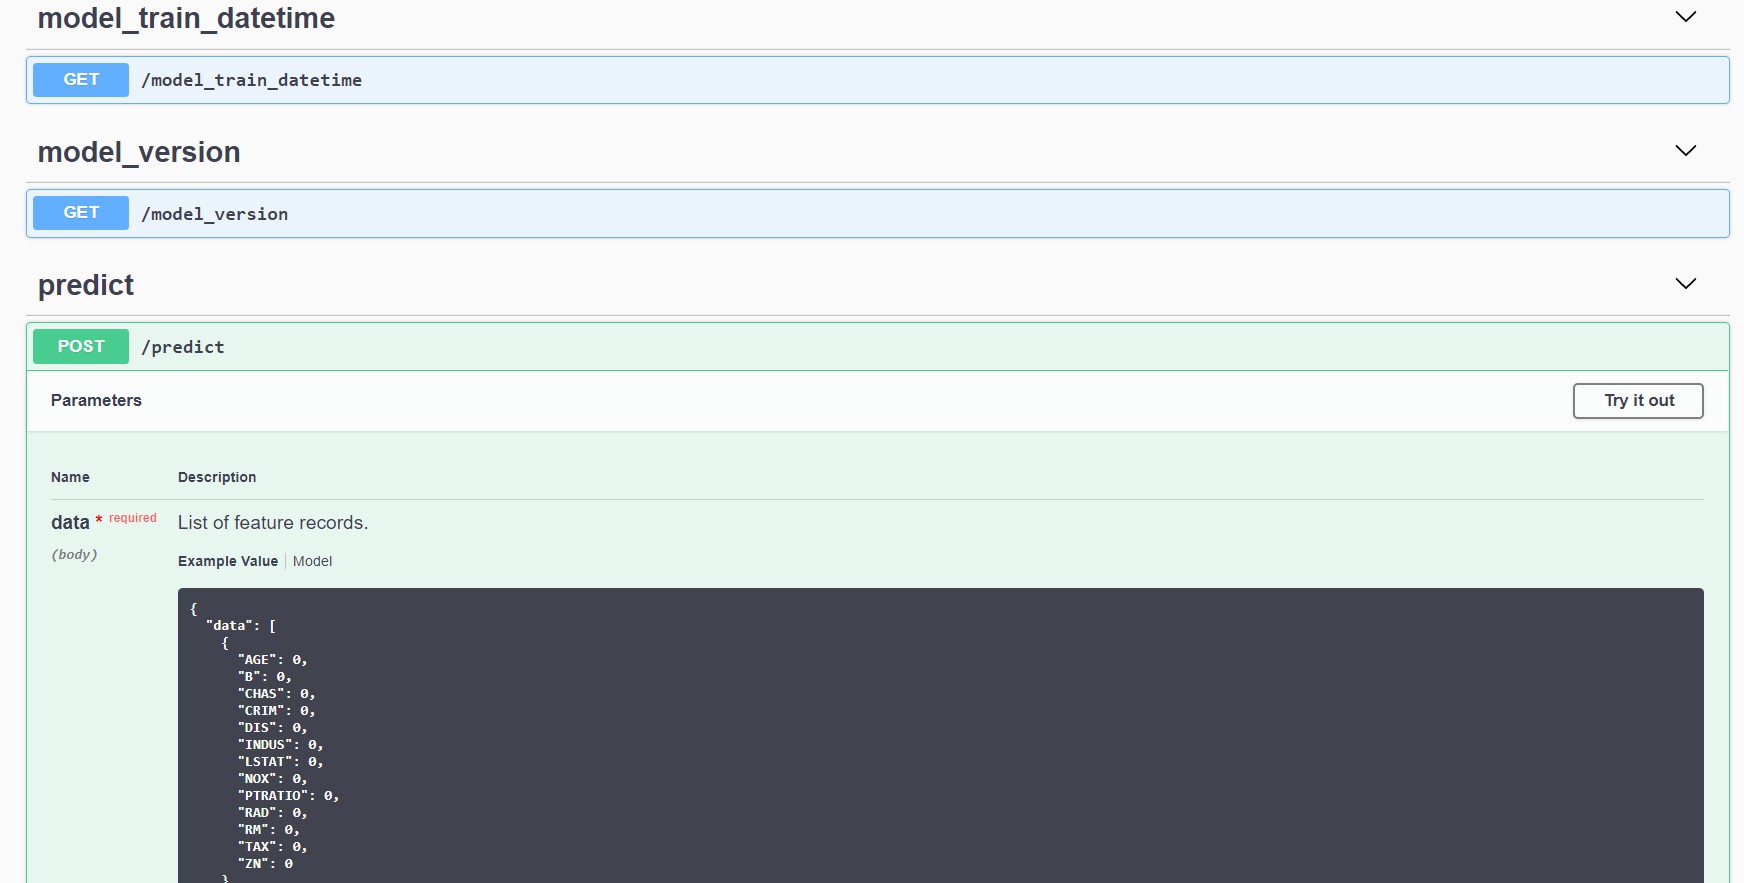 model_train_datetime
GET /model_train_datetime
model_version
GET /model_version
predict
POST /predict
Parameters
Try it out
Name Description
data * required List of feature records.
(body)
Example Value Model
{
"data": [
{
"AGE": 0,
"B": 0,
"CHAS": 0,
"CRIM": 0,
"DIS": 0,
"INDUS": 0,
"LSTAT": 0,
"NOX": 0,
"PTRATIO": 0,
"RAD": 0,
"RM": 0,
"TAX": 0,
"ZN": 0
}